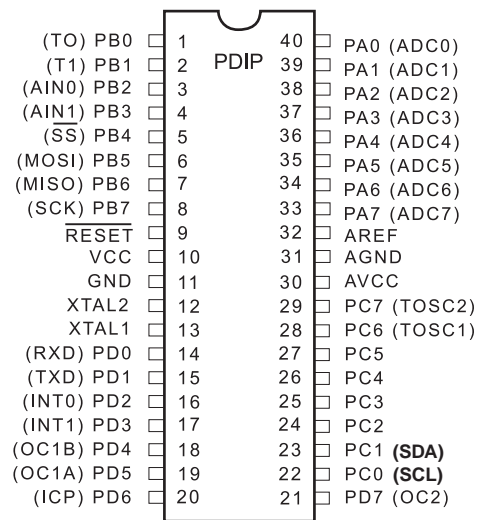 PDIP
(TO) PB0 1 40 PA0 (ADC0)
(T1) PB1 2 39 PA1 (ADC1)
(AIN0) PB2 3 38 PA2 (ADC2)
(AIN1) PB3 4 37 PA3 (ADC3)
(SS) PB4 5 36 PA4 (ADC4)
(MOSI) PB5 6 35 PA5 (ADC5)
(MISO) PB6 7 34 PA6 (ADC6)
(SCK) PB7 8 33 PA7 (ADC7)
RESET 9 32 AREF
VCC 10 31 AGND
GND 11 30 AVCC
XTAL2 12 29 PC7 (TOSC2)
XTAL1 13 28 PC6 (TOSC1)
(RXD) PD0 14 27 PC5
(TXD) PD1 15 26 PC4
(INT0) PD2 16 25 PC3
(INT1) PD3 17 24 PC2
(OC1B) PD4 18 23 PC1 (SDA)
(OC1A) PD5 19 22 PC0 (SCL)
(ICP) PD6 20 21 PD7 (OC2)